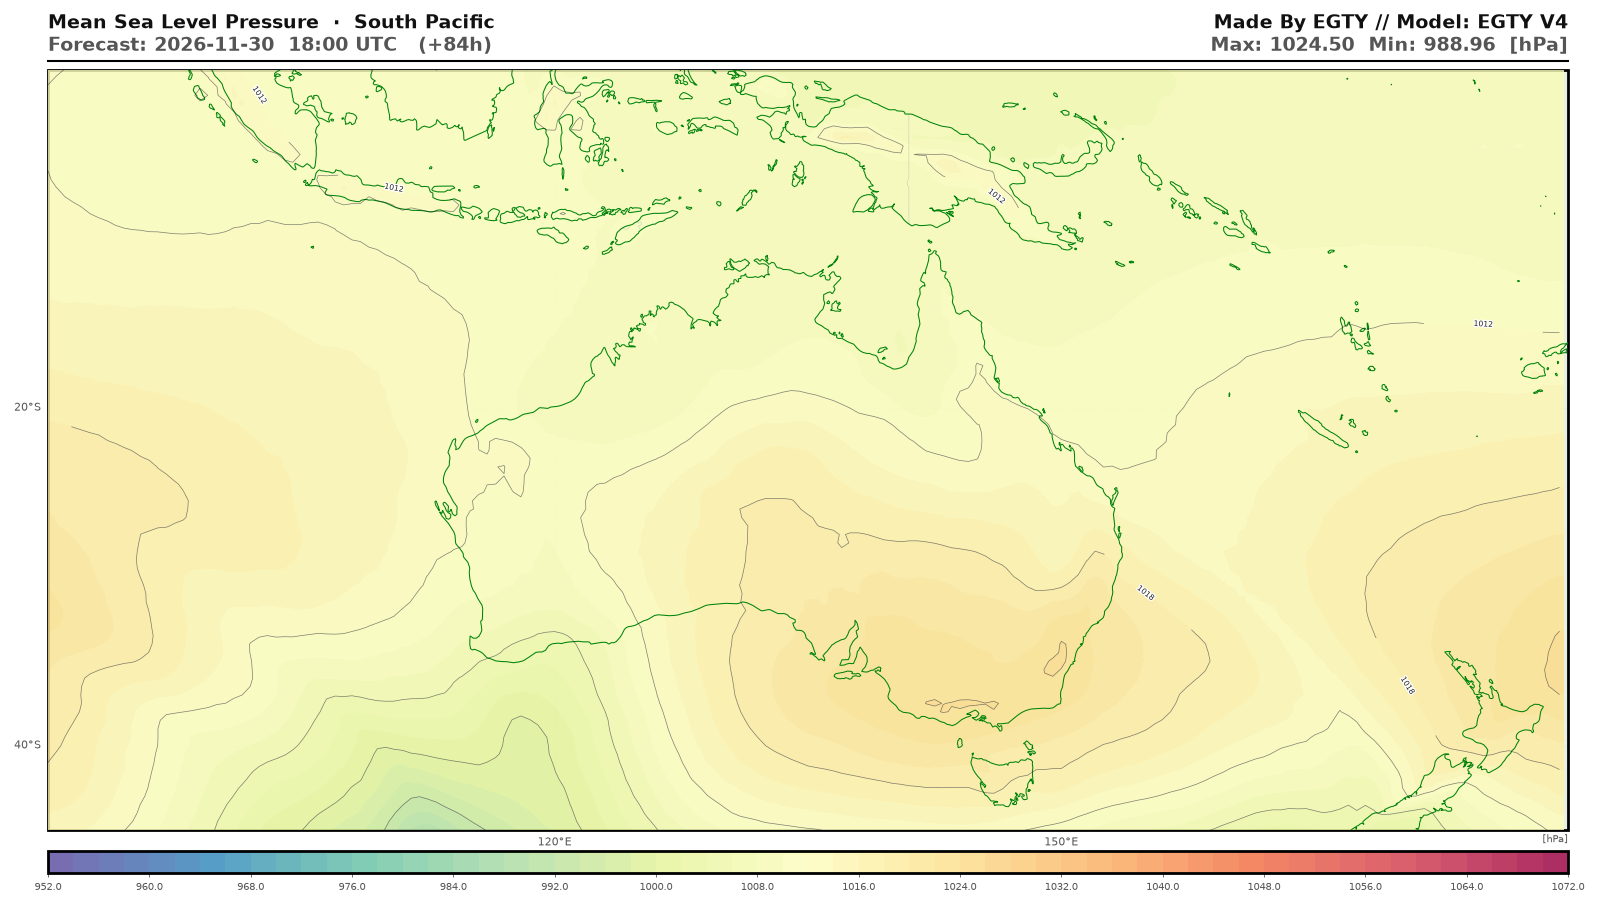 Mean Sea Level Pressure · South Pacific
Made By EGTY // Model: EGTY V4
Forecast: 2026-11-30 18:00 UTC (+84h)
Max: 1024.50 Min: 988.96 [hPa]
1012
1012
1012
1012
20°S
1018
1018
40°S
120°E
150°E
[hPa]
952.0
960.0
968.0
976.0
984.0
992.0
1000.0
1008.0
1016.0
1024.0
1032.0
1040.0
1048.0
1056.0
1064.0
1072.0